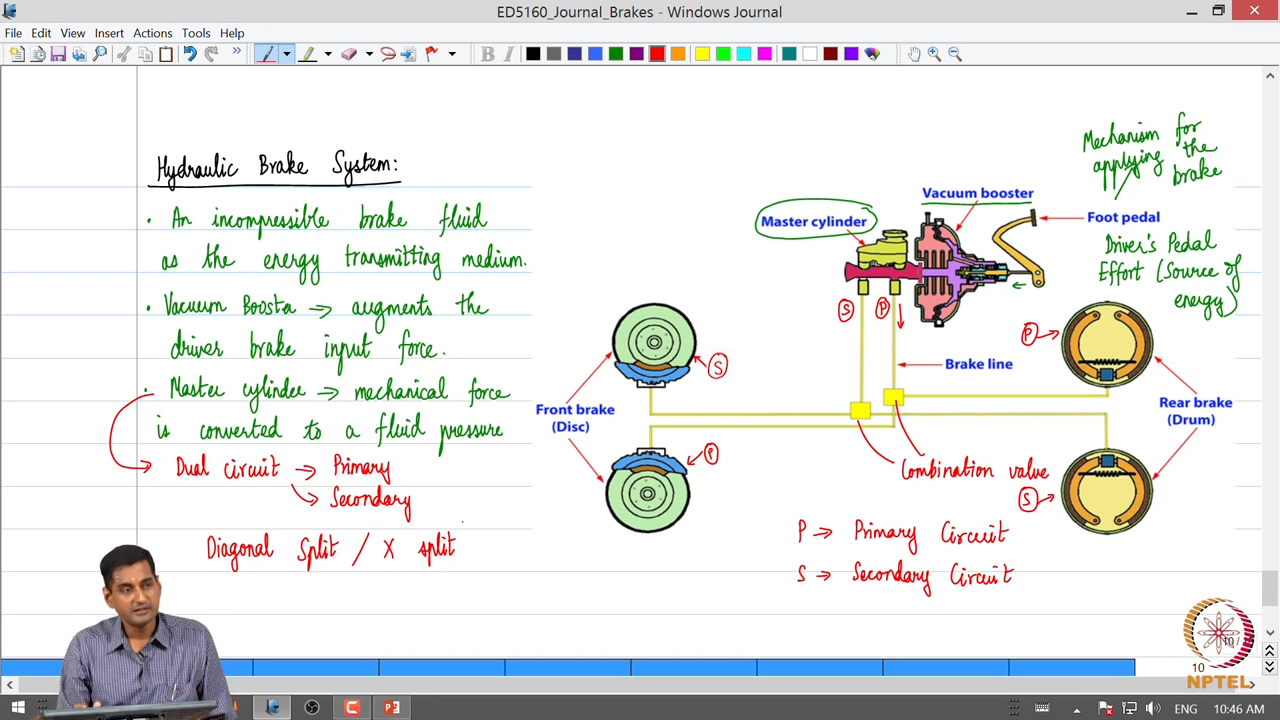 ED5160_Journal_Brakes - Windows Journal
File Edit View Insert Actions Tools Help
Hydraulic Brake System:
· An incompressible brake fluid
as the energy transmitting medium.
· Vacuum Booster → augments the
driver brake input force.
· Master cylinder → mechanical force
is converted to a fluid pressure
Dual circuit → Primary
→ Secondary
Diagonal Split / X split
Mechanism for
applying the
brake
Vacuum booster
Master cylinder
Foot pedal
Driver's Pedal
Effort (Source of
energy)
S P
P
S
Brake line
Front brake
(Disc)
Rear brake
(Drum)
P
Combination valve
S
P → Primary Circuit
S → Secondary Circuit
10 /
10
NPTEL
ENG 10:46 AM